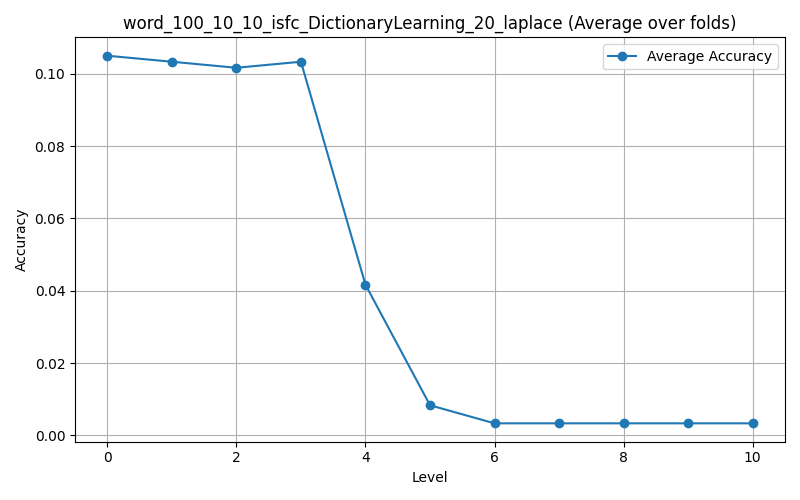 word_100_10_10_isfc_DictionaryLearning_20_laplace (Average over folds)
Average Accuracy
0.10
0.08
0.06
0.04
0.02
0.00
Accuracy
0 2 4 6 8 10
Level